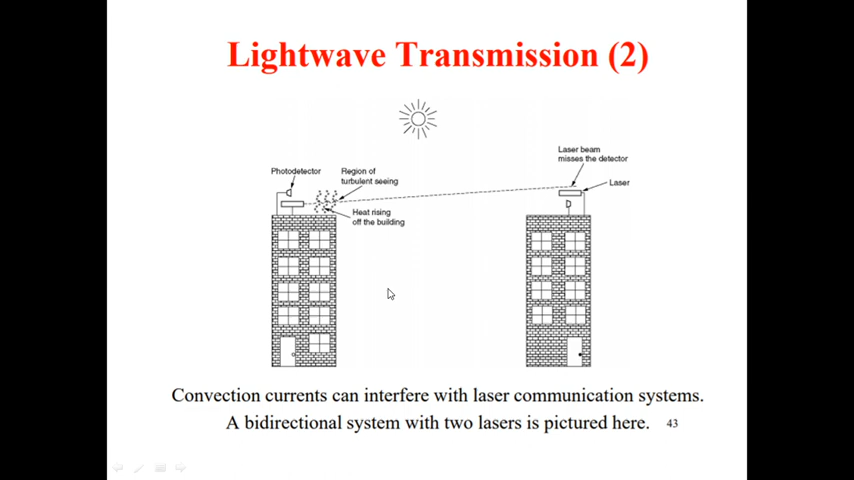 Lightwave Transmission (2)
Laser beam
misses the detector
Photodetector
Region of
turbulent seeing
Laser
Heat rising
off the building
Convection currents can interfere with laser communication systems.
A bidirectional system with two lasers is pictured here.
43